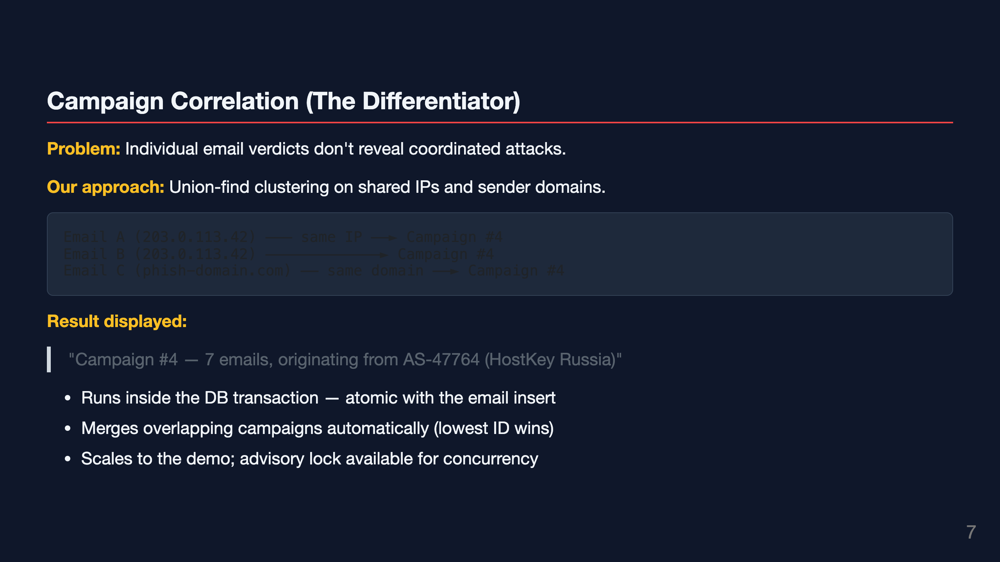 Campaign Correlation (The Differentiator)
Problem: Individual email verdicts don't reveal coordinated attacks.
Our approach: Union-find clustering on shared IPs and sender domains.
Email A (203.0.113.42) ─── same IP ──► Campaign #4
Email B (203.0.113.42) ─────────────► Campaign #4
Email C (phish-domain.com) ── same domain ──► Campaign #4
Result displayed:
"Campaign #4 — 7 emails, originating from AS-47764 (HostKey Russia)"
• Runs inside the DB transaction — atomic with the email insert
• Merges overlapping campaigns automatically (lowest ID wins)
• Scales to the demo; advisory lock available for concurrency
7